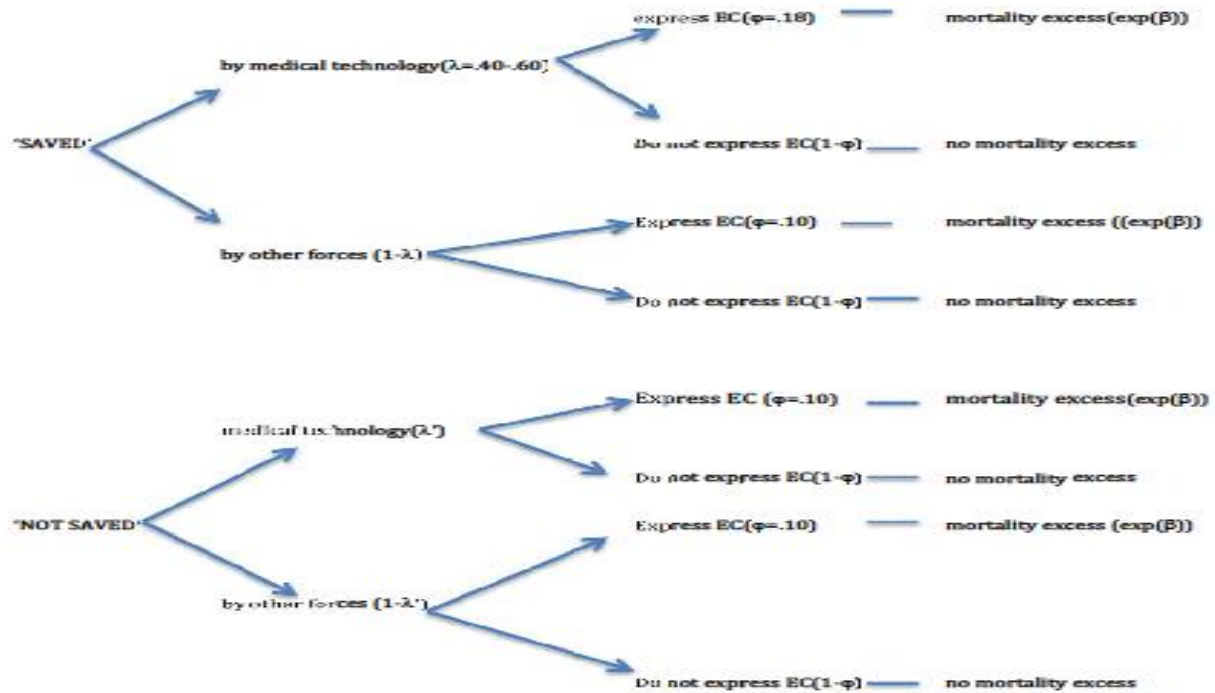 express EC(φ=.18) mortality excess(exp(β))
by medical technology(λ=.40-.60]
"SAVED" Do not express EC(1-φ) no mortality excess
Express EC(φ=.10) mortality excess ((exp(β))
by other forces (1-λ)
Do not express EC(1-φ) no mortality excess
Express EC (φ=.10) mortality excess(exp(β))
medical technology(λ')
Do not express EC(1-φ) no mortality excess
"NOT SAVED" Express EC(φ=.10) mortality excess (exp(β))
by other forces (1-λ')
Do not express EC(1-φ) no mortality excess